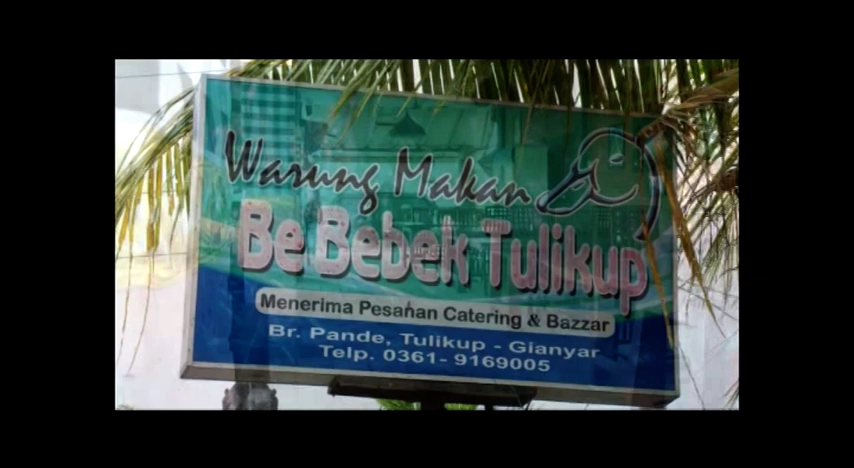 Warung Makan
Be Bebek Tulikup
Menerima Pesanan Catering & Bazzar
Br. Pande, Tulikup - Gianyar
Telp. 0361- 9169005